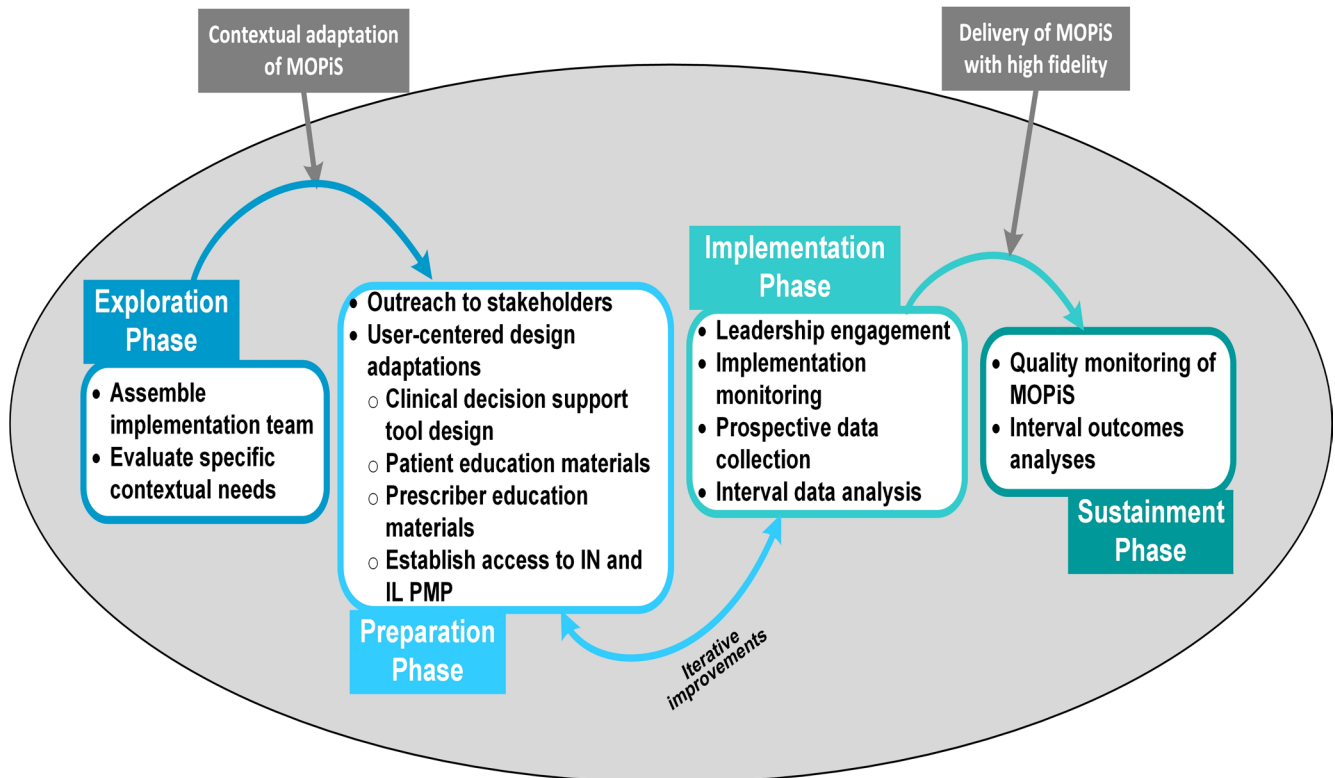 Contextual adaptation
of MOPiS
Delivery of MOPiS
with high fidelity
Exploration
Phase
• Assemble
implementation team
• Evaluate specific
contextual needs
• Outreach to stakeholders
• User-centered design
adaptations
○ Clinical decision support
tool design
○ Patient education materials
○ Prescriber education
materials
○ Establish access to IN and
IL PMP
Preparation
Phase
Iterative
improvements
Implementation
Phase
• Leadership engagement
• Implementation
monitoring
• Prospective data
collection
• Interval data analysis
• Quality monitoring of
MOPiS
• Interval outcomes
analyses
Sustainment
Phase